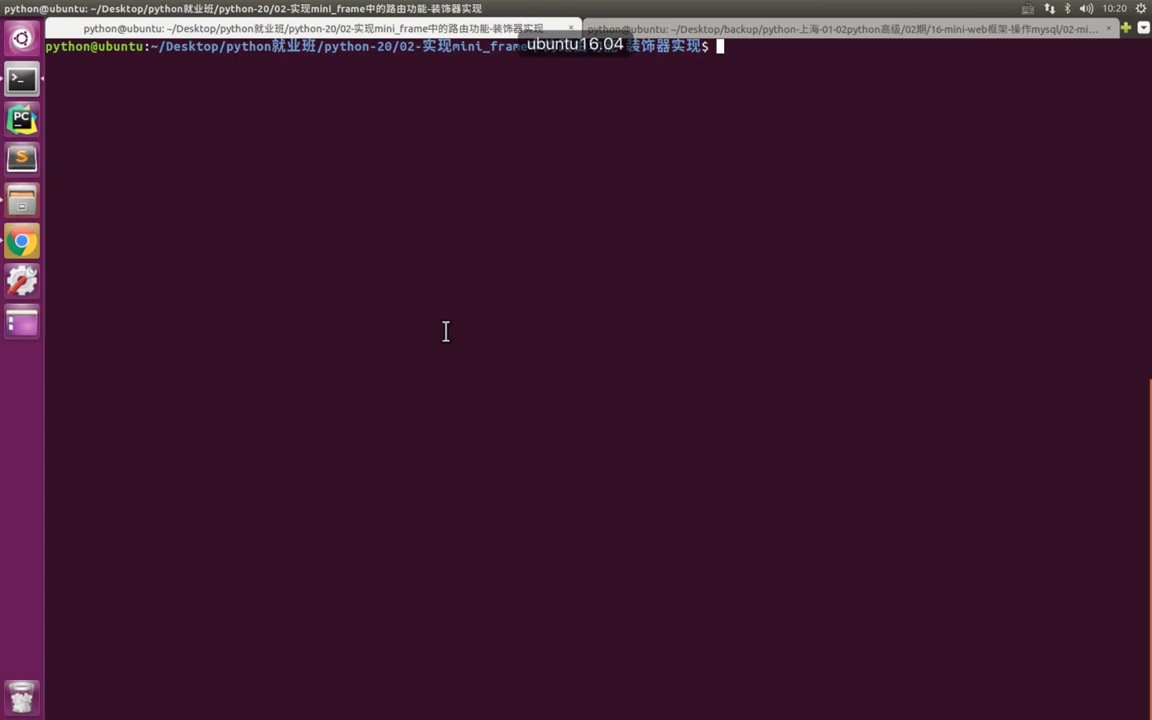 python@ubuntu: ~/Desktop/python就业班/python-20/02-实现mini_frame中的路由功能-装饰器实现
10:20
python@ubuntu: ~/Desktop/python就业班/python-20/02-实现mini_frame中的路由功能-装饰器实现 ×
python@ubuntu: ~/Desktop/backup/python-上海-01-02python高级/02期/16-mini-web框架-操作mysql/02-mi... ×
python@ubuntu:~/Desktop/python就业班/python-20/02-实现mini_frame 装饰器实现$
ubuntu16.04
PC
S